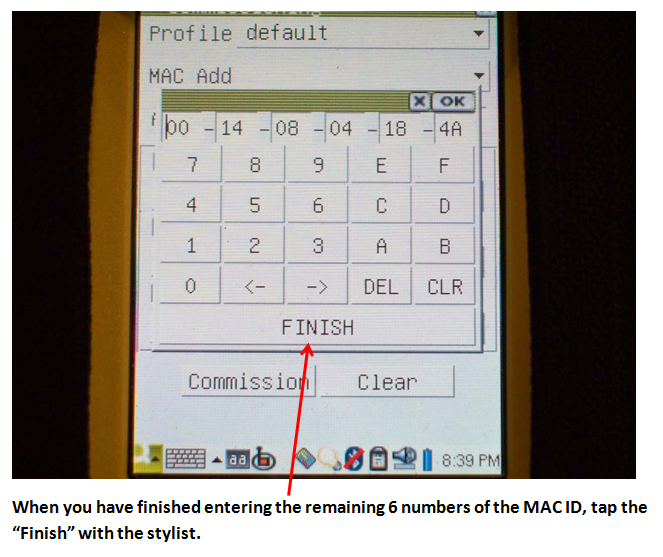 Profile default
MAC Add
OK
00 - 14 - 08 - 04 - 18 - 4A
7 8 9 E F
4 5 6 C D
1 2 3 A B
0 <- -> DEL CLR
FINISH
Commission Clear
aa 8:39 PM
When you have finished entering the remaining 6 numbers of the MAC ID, tap the
“Finish” with the stylist.